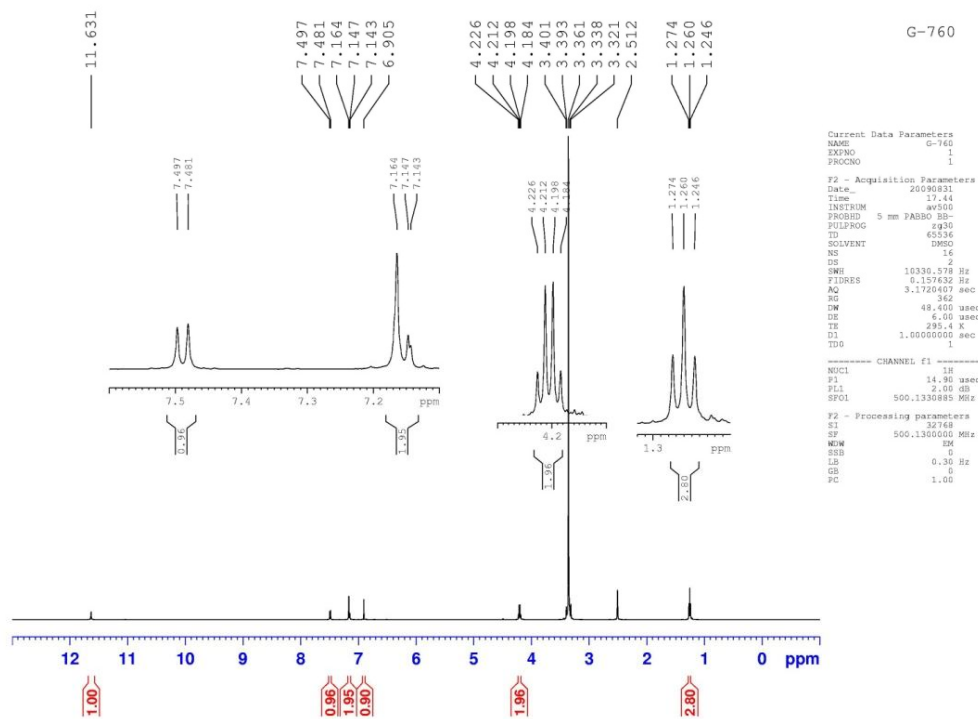 11.631
7.497
7.481
7.164
7.147
7.143
6.905
4.226
4.212
4.198
4.184
3.401
3.393
3.361
3.338
3.321
2.512
1.274
1.260
1.246
G-760
Current Data Parameters
NAME G-760
EXPNO 1
PROCNO 1
F2 - Acquisition Parameters
Date_ 20090831
Time 17.44
INSTRUM av500
PROBHD 5 mm PABBO BB-
PULPROG zg30
TD 65536
SOLVENT DMSO
NS 16
DS 2
SWH 10330.578 Hz
FIDRES 0.157632 Hz
AQ 3.1720407 sec
RG 362
DW 48.400 usec
DE 6.00 usec
TE 295.4 K
D1 1.00000000 sec
TD0 1
======== CHANNEL f1 ========
NUC1 1H
P1 14.90 usec
PL1 2.00 dB
SFO1 500.1330885 MHz
F2 - Processing parameters
SI 32768
SF 500.1300000 MHz
WDW EM
SSB 0
LB 0.30 Hz
GB 0
PC 1.00
7.497
7.481
7.164
7.147
7.143
4.226
4.212
4.198
4.184
1.274
1.260
1.246
7.5 7.4 7.3 7.2 ppm
0.96
1.95
4.2 ppm
1.96
1.3 ppm
2.80
12 11 10 9 8 7 6 5 4 3 2 1 0 ppm
1.00
0.96
1.95
0.90
1.96
2.80